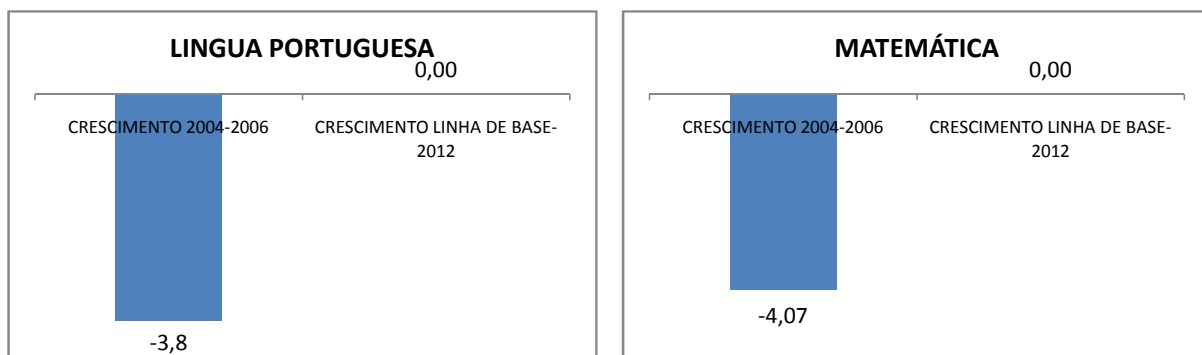 LINGUA PORTUGUESA
0,00
CRESCIMENTO 2004-2006
CRESCIMENTO LINHA DE BASE-
2012
-3,8
MATEMÁTICA
0,00
CRESCIMENTO 2004-2006
CRESCIMENTO LINHA DE BASE-
2012
-4,07